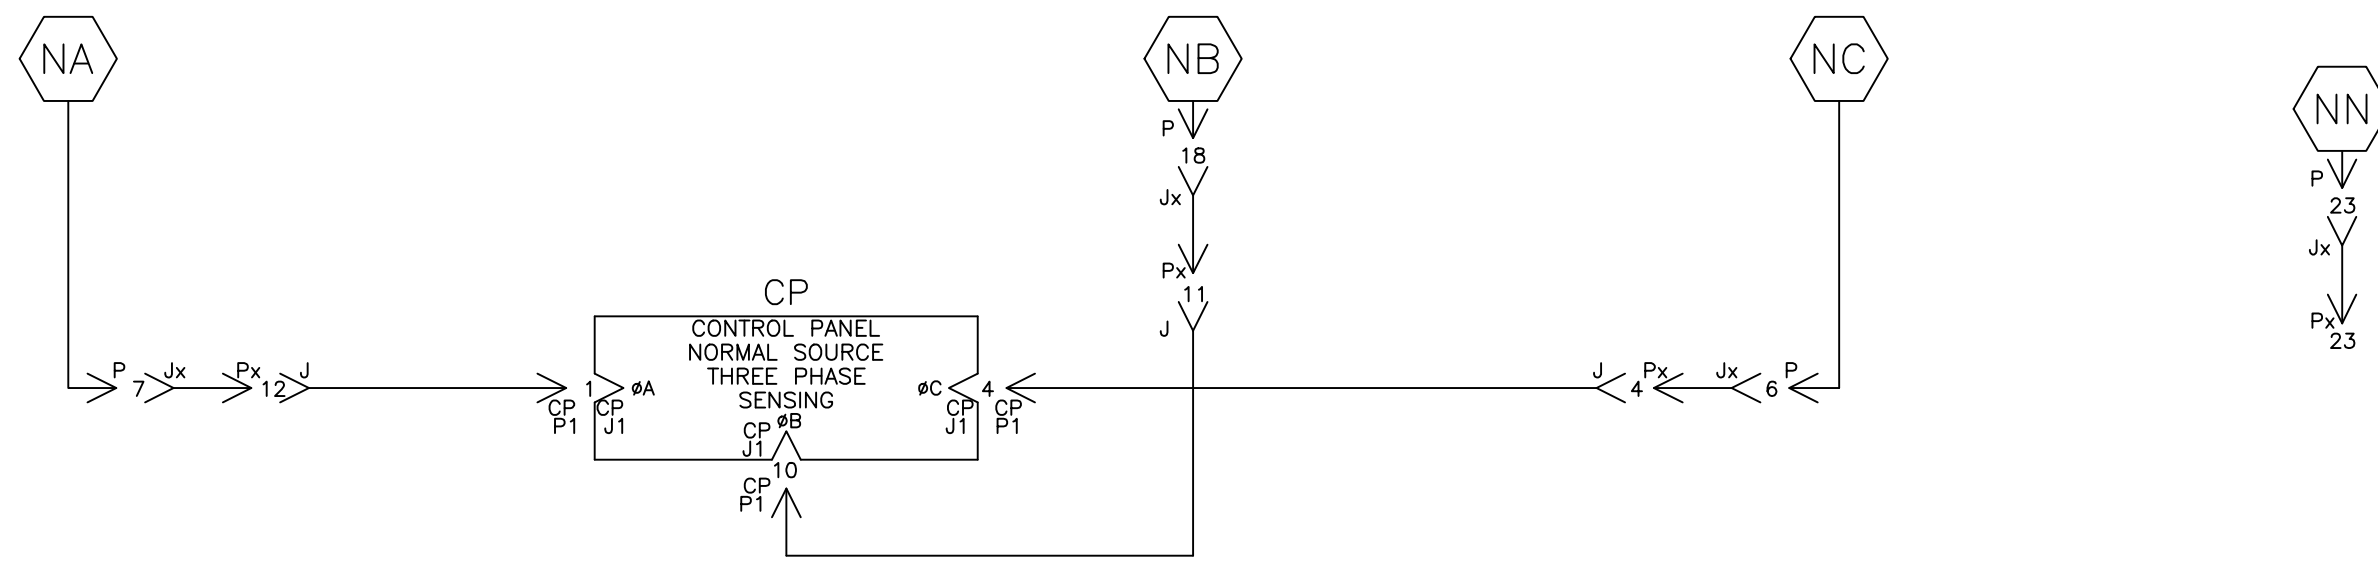 NA
NB
NC
NN
P
18
Jx
Px
11
J
P
23
Jx
Px
23
CP
CONTROL PANEL
NORMAL SOURCE
THREE PHASE
SENSING
P 7 Jx Px 12 J
1 øA
CP P1
CP J1
øC 4
CP J1
CP P1
øB
CP
J1
10
CP
P1
J 4 Px Jx 6 P